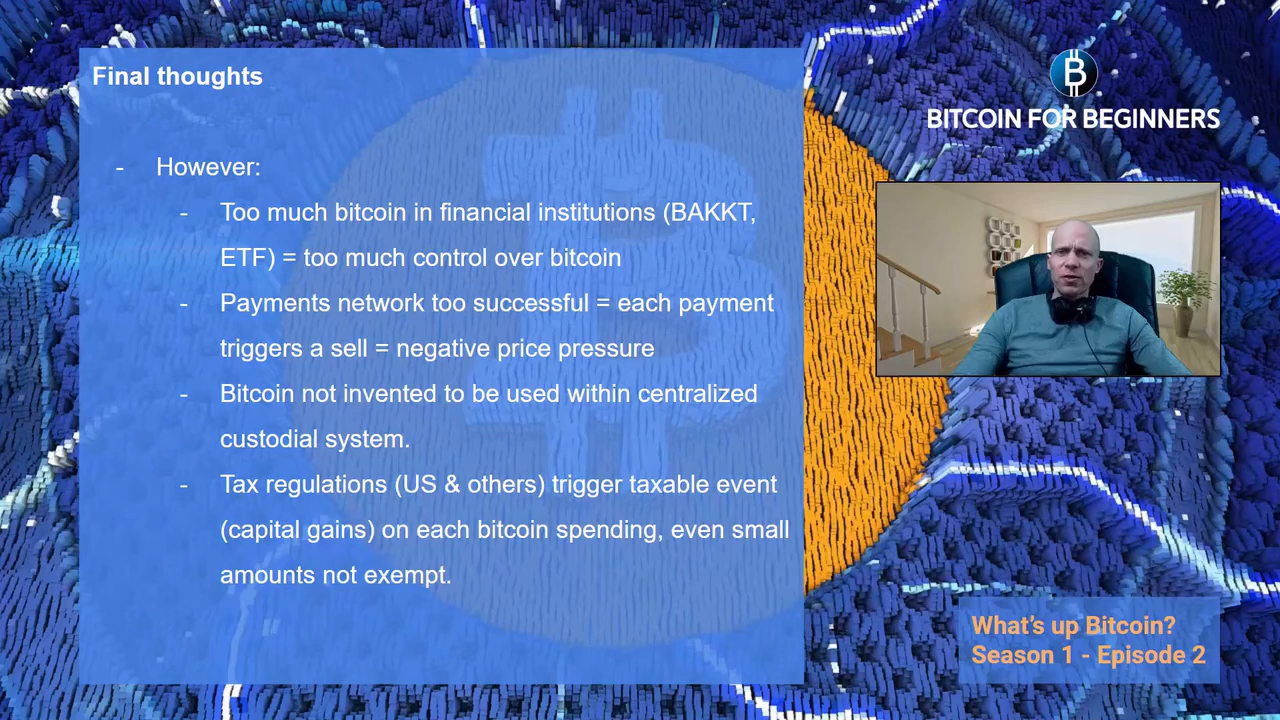 Final thoughts
- However:
- Too much bitcoin in financial institutions (BAKKT,
ETF) = too much control over bitcoin
- Payments network too successful = each payment
triggers a sell = negative price pressure
- Bitcoin not invented to be used within centralized
custodial system.
- Tax regulations (US & others) trigger taxable event
(capital gains) on each bitcoin spending, even small
amounts not exempt.
BITCOIN FOR BEGINNERS
What's up Bitcoin?
Season 1 - Episode 2